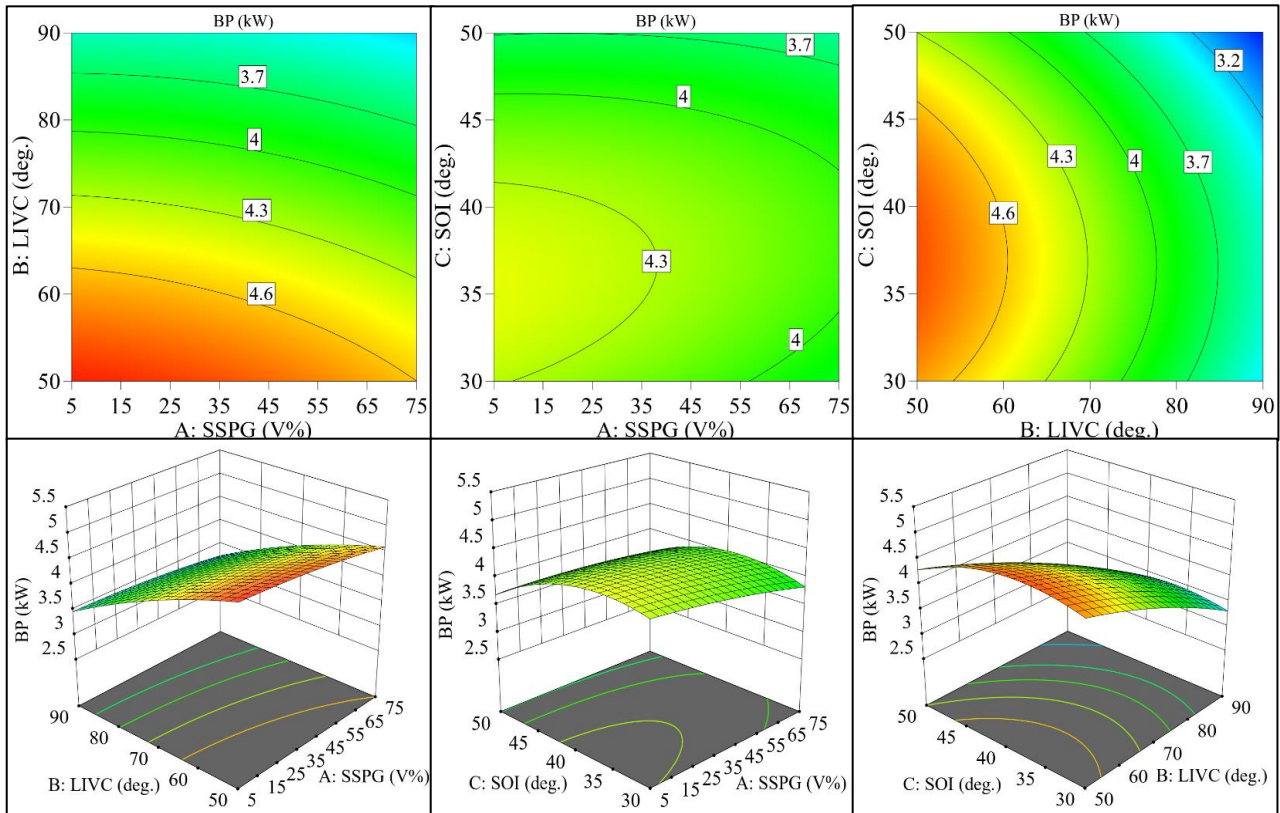 BP (kW)
90
80
70
60
50
B: LIVC (deg.)
3.7
4
4.3
4.6
5 15 25 35 45 55 65 75
A: SSPG (V%)
BP (kW)
50
45
40
35
30
C: SOI (deg.)
3.7
4
4.3
4
5 15 25 35 45 55 65 75
A: SSPG (V%)
BP (kW)
50
45
40
35
30
C: SOI (deg.)
3.2
4.3
4
3.7
4.6
50 60 70 80 90
B: LIVC (deg.)
5.5
5
4.5
4
3.5
3
2.5
BP (kW)
90
80
70
60
50
B: LIVC (deg.)
5 15 25 35 45 55 65 75
A: SSPG (V%)
5.5
5
4.5
4
3.5
3
2.5
BP (kW)
50
45
40
35
30
C: SOI (deg.)
5 15 25 35 45 55 65 75
A: SSPG (V%)
5.5
5
4.5
4
3.5
3
2.5
BP (kW)
50
45
40
35
30
C: SOI (deg.)
50 60 70 80 90
B: LIVC (deg.)